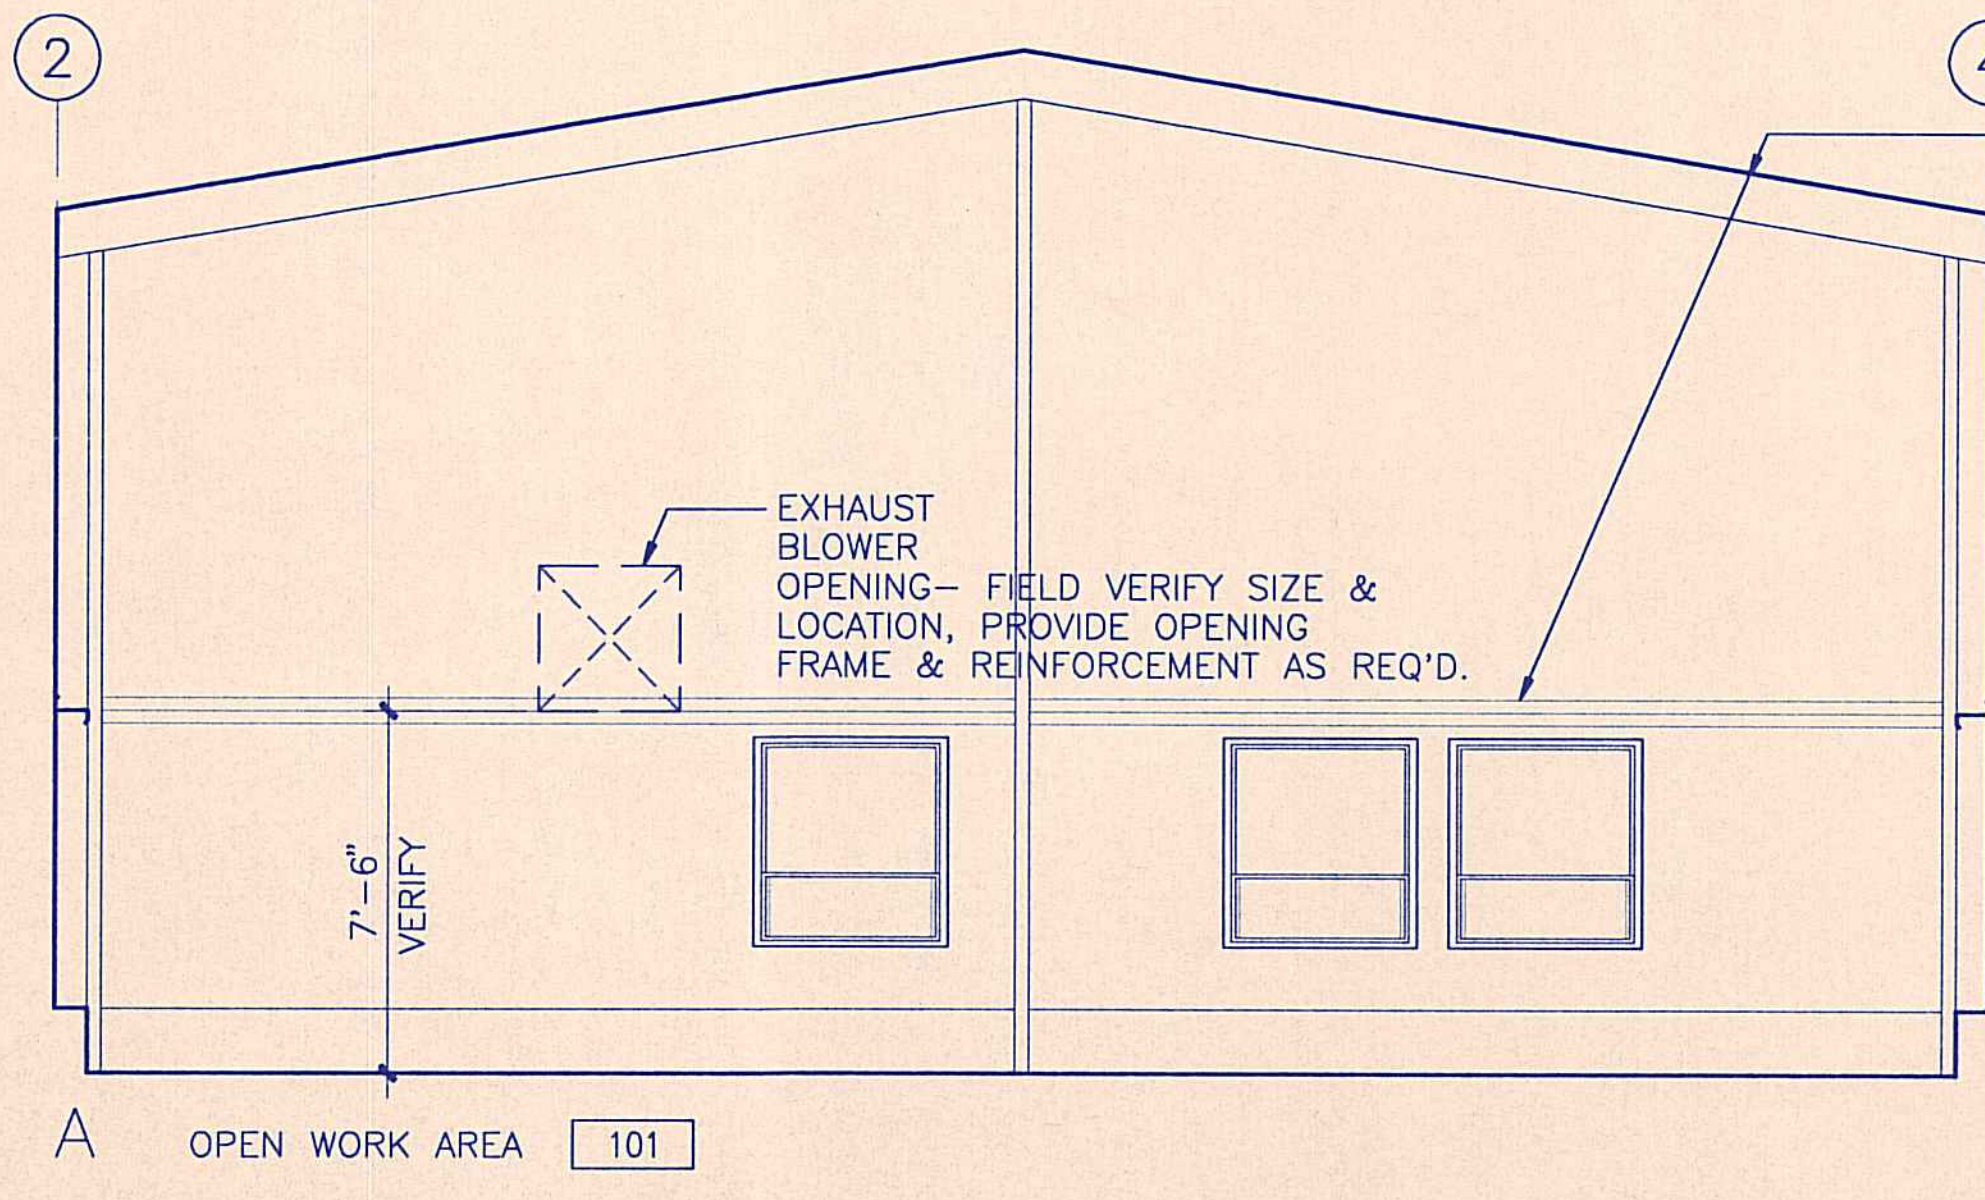 2
EXHAUST
BLOWER
OPENING— FIELD VERIFY SIZE &
LOCATION, PROVIDE OPENING
FRAME & REINFORCEMENT AS REQ'D.
7'—6"
VERIFY
A OPEN WORK AREA 101